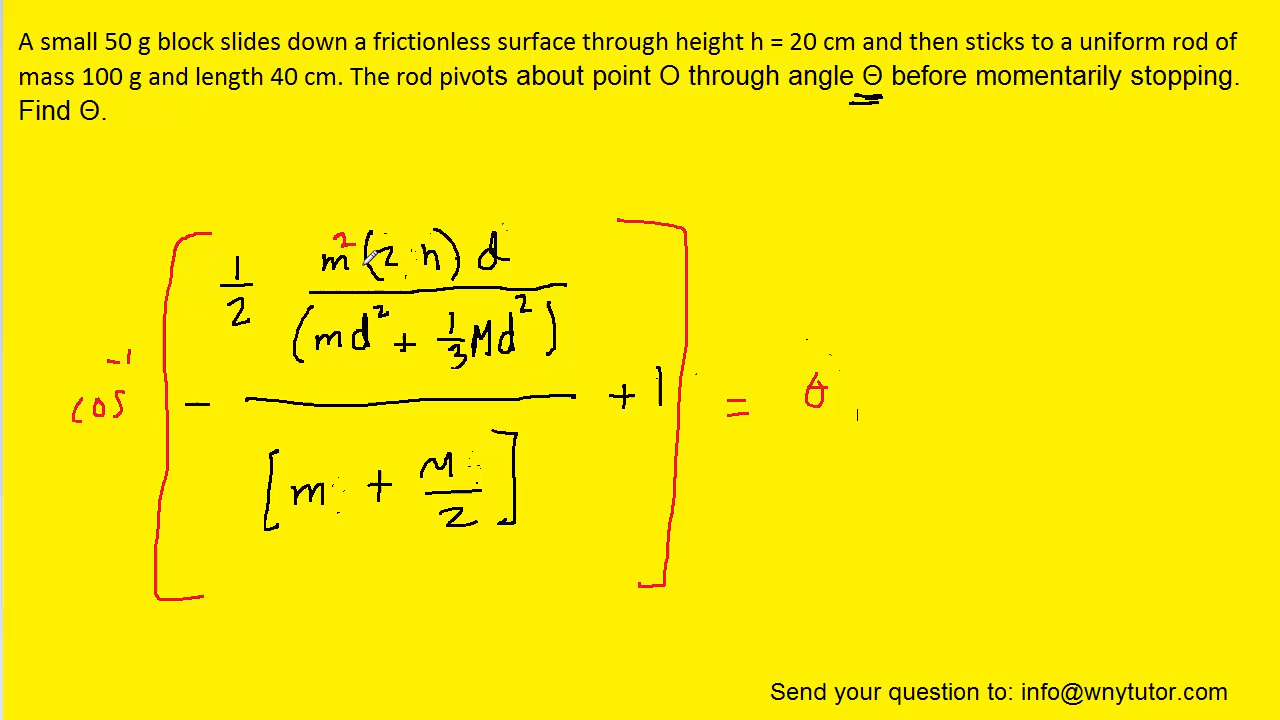 A small 50 g block slides down a frictionless surface through height h = 20 cm and then sticks to a uniform rod of
mass 100 g and length 40 cm. The rod pivots about point O through angle Θ before momentarily stopping.
Find Θ.
cos⁻¹ [ - ( 1/2 m²(2h)d / (md² + 1/3 Md²) ) / [m + M/2] + 1 ] = θ
Send your question to: info@wnytutor.com